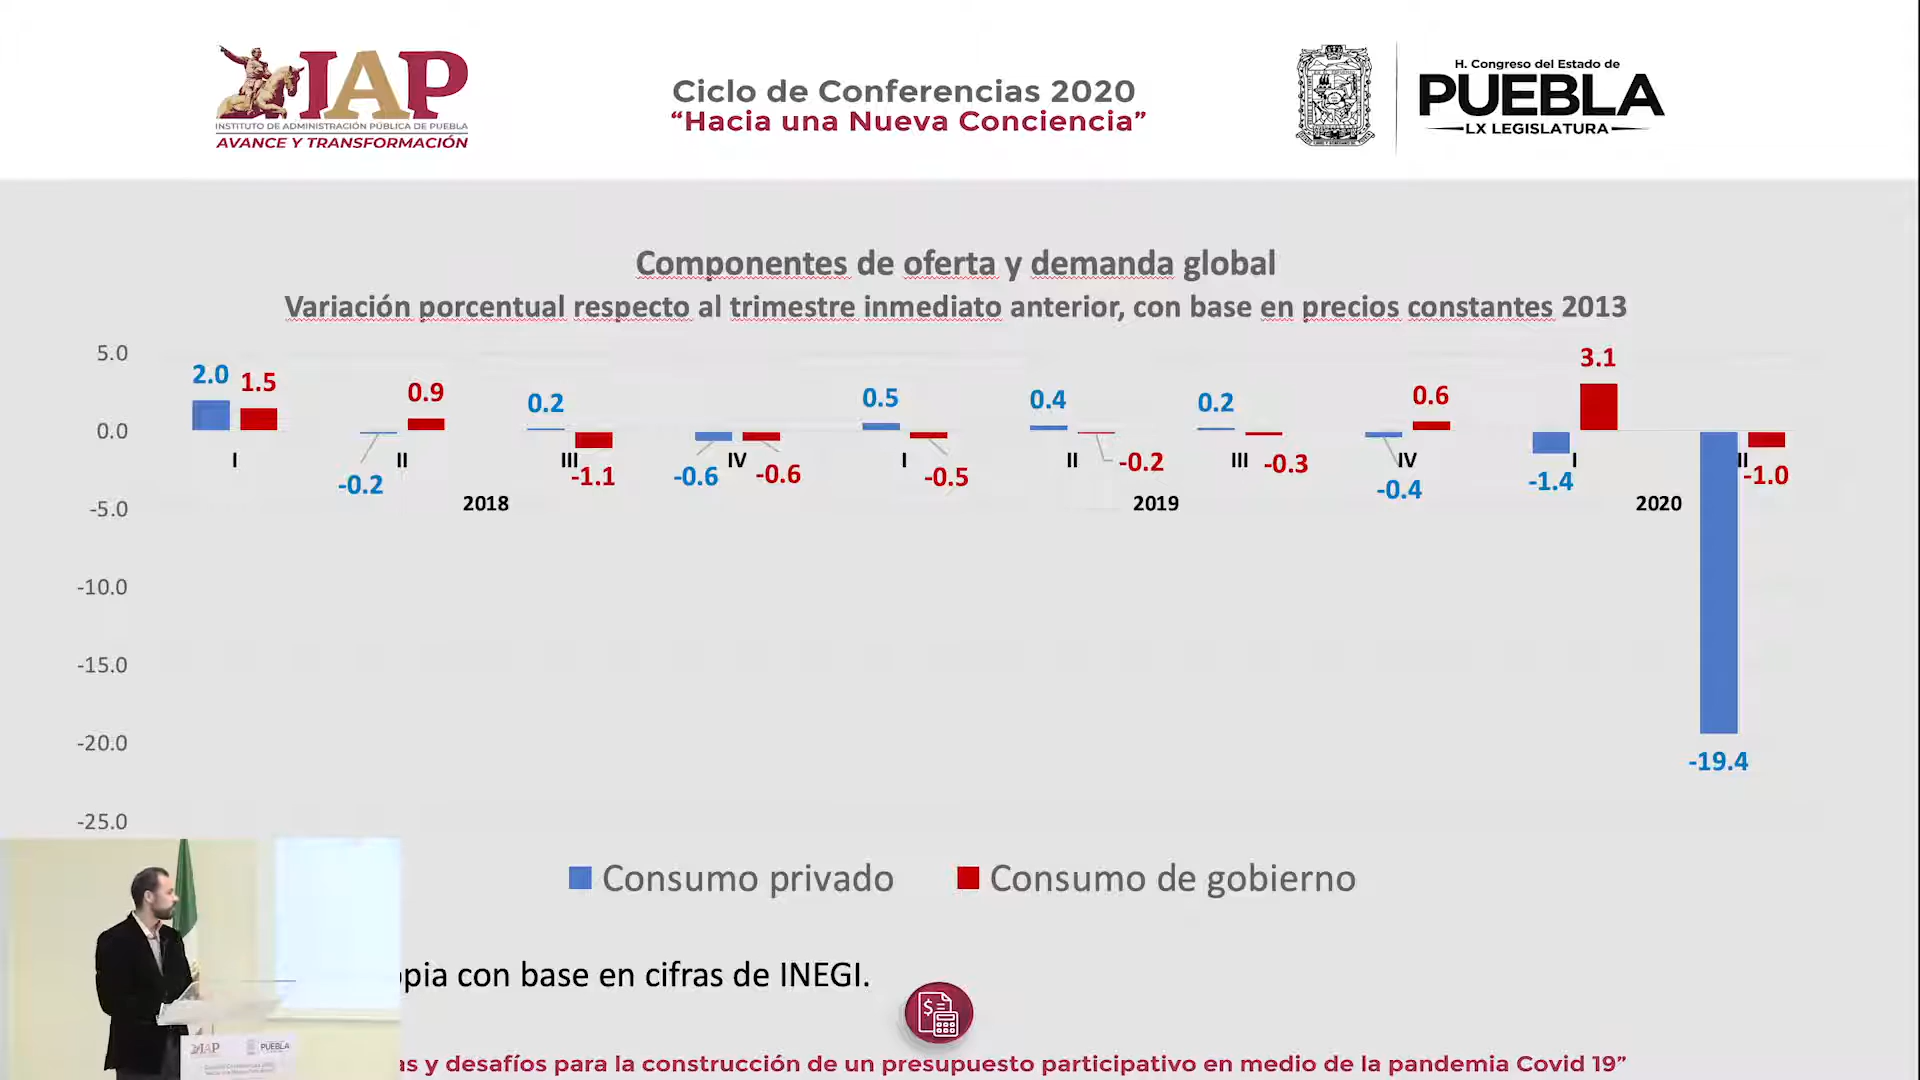 IAP
INSTITUTO DE ADMINISTRACIÓN PÚBLICA DE PUEBLA
AVANCE Y TRANSFORMACIÓN
Ciclo de Conferencias 2020
“Hacia una Nueva Conciencia”
H. Congreso del Estado de
PUEBLA
LX LEGISLATURA
Componentes de oferta y demanda global
Variación porcentual respecto al trimestre inmediato anterior, con base en precios constantes 2013
5.0
0.0
-5.0
-10.0
-15.0
-20.0
-25.0
2.0 1.5
-0.2 0.9
0.2 -1.1
-0.6 -0.6
0.5 -0.5
0.4 -0.2
0.2 -0.3
-0.4 0.6
-1.4 3.1
-19.4 -1.0
I II III IV I II III IV I II
2018 2019 2020
Consumo privado Consumo de gobierno
pia con base en cifras de INEGI.
IAP PUEBLA
as y desafíos para la construcción de un presupuesto participativo en medio de la pandemia Covid 19”